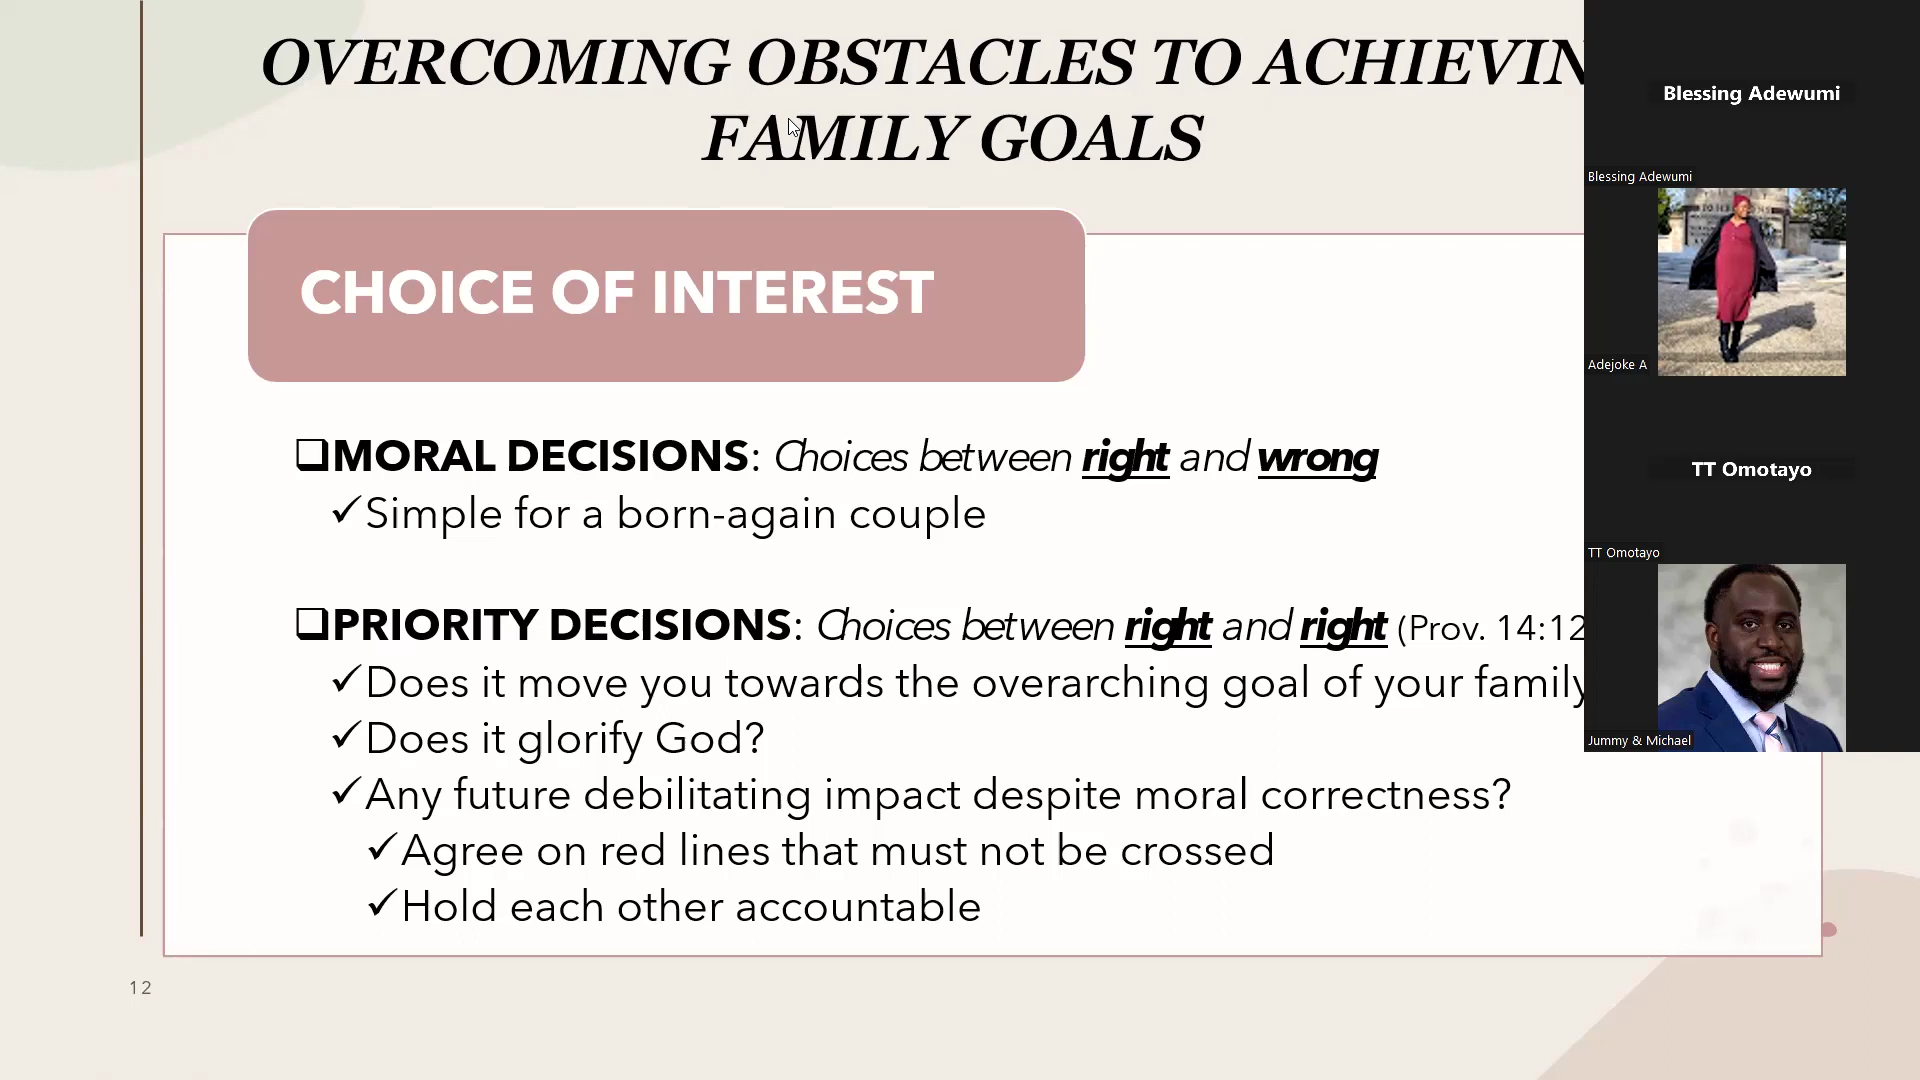 OVERCOMING OBSTACLES TO ACHIEVIN
FAMILY GOALS
CHOICE OF INTEREST
❑MORAL DECISIONS: Choices between right and wrong
✓Simple for a born-again couple
❑PRIORITY DECISIONS: Choices between right and right (Prov. 14:12
✓Does it move you towards the overarching goal of your family
✓Does it glorify God?
✓Any future debilitating impact despite moral correctness?
✓Agree on red lines that must not be crossed
✓Hold each other accountable
12
Blessing Adewumi
Blessing Adewumi
Adejoke A
TT Omotayo
TT Omotayo
Jummy & Michael